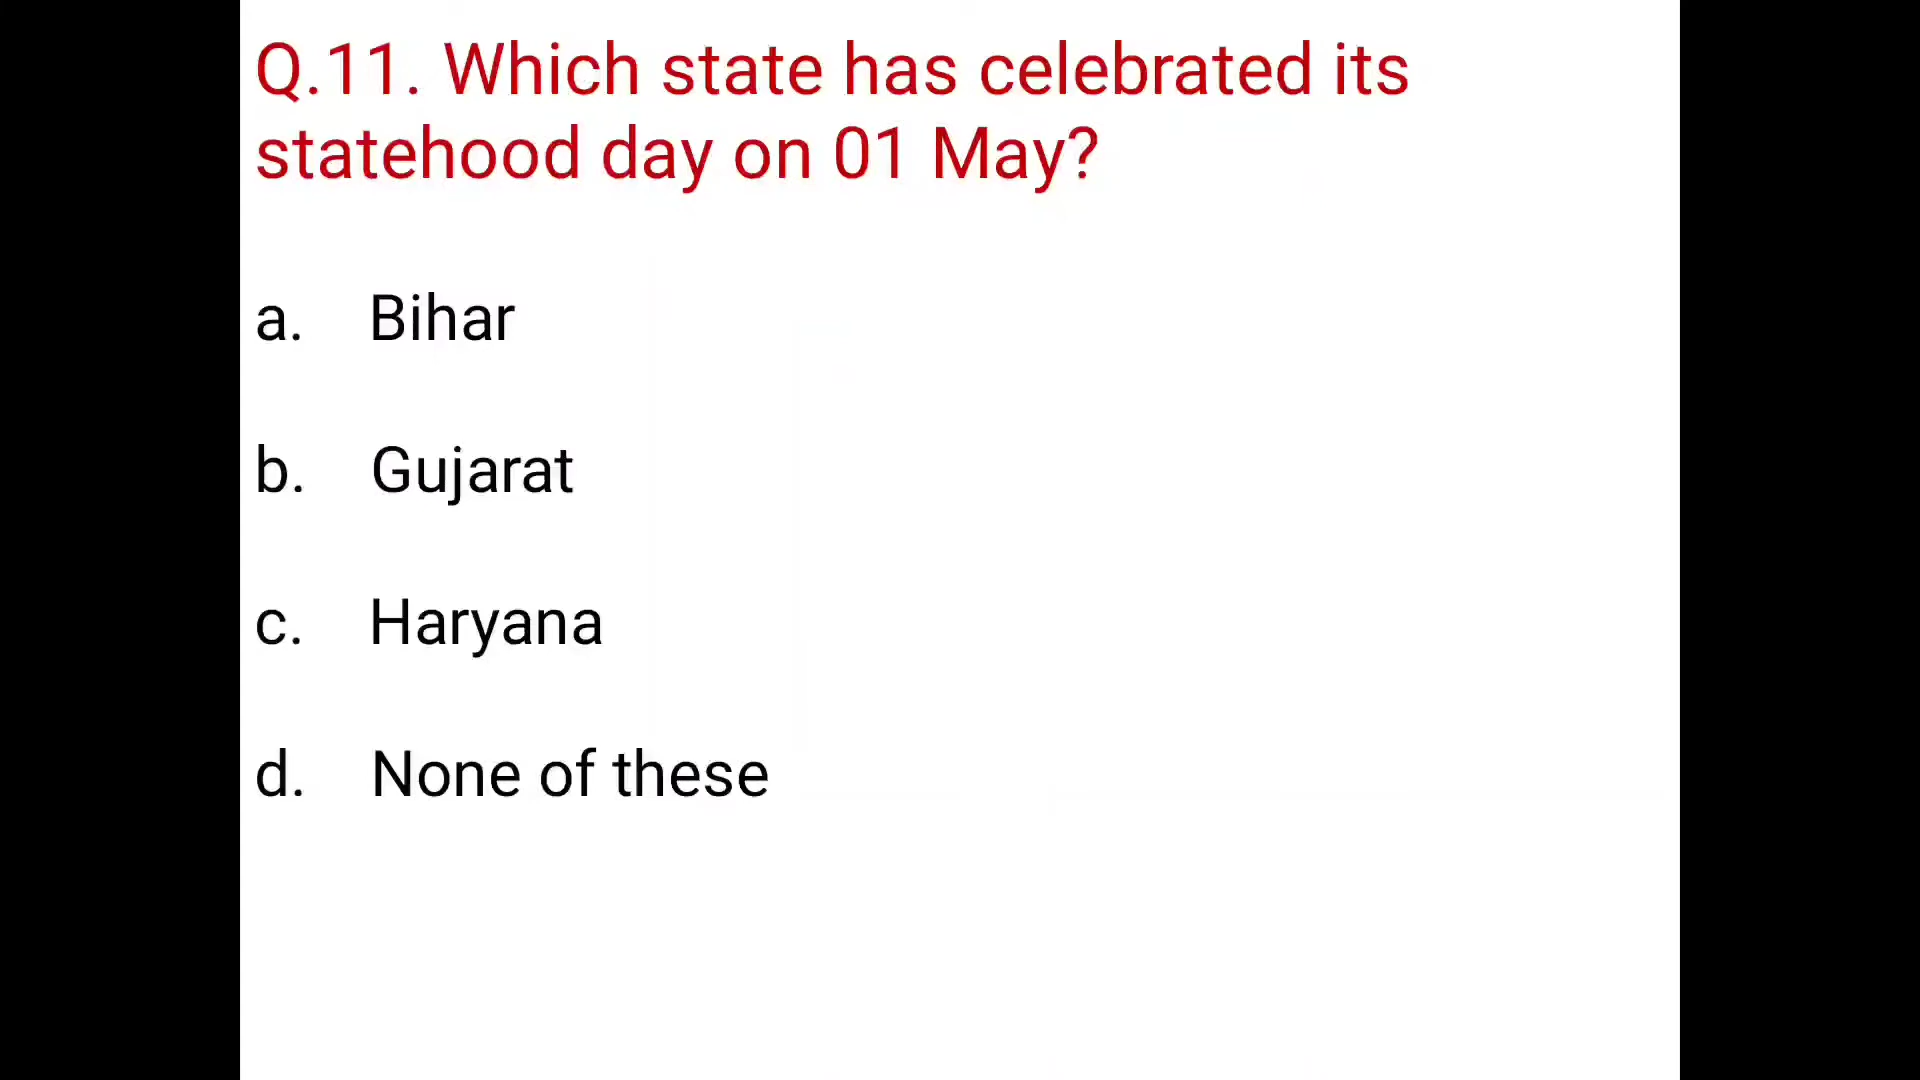 Q.11. Which state has celebrated its
statehood day on 01 May?
a. Bihar
b. Gujarat
c. Haryana
d. None of these